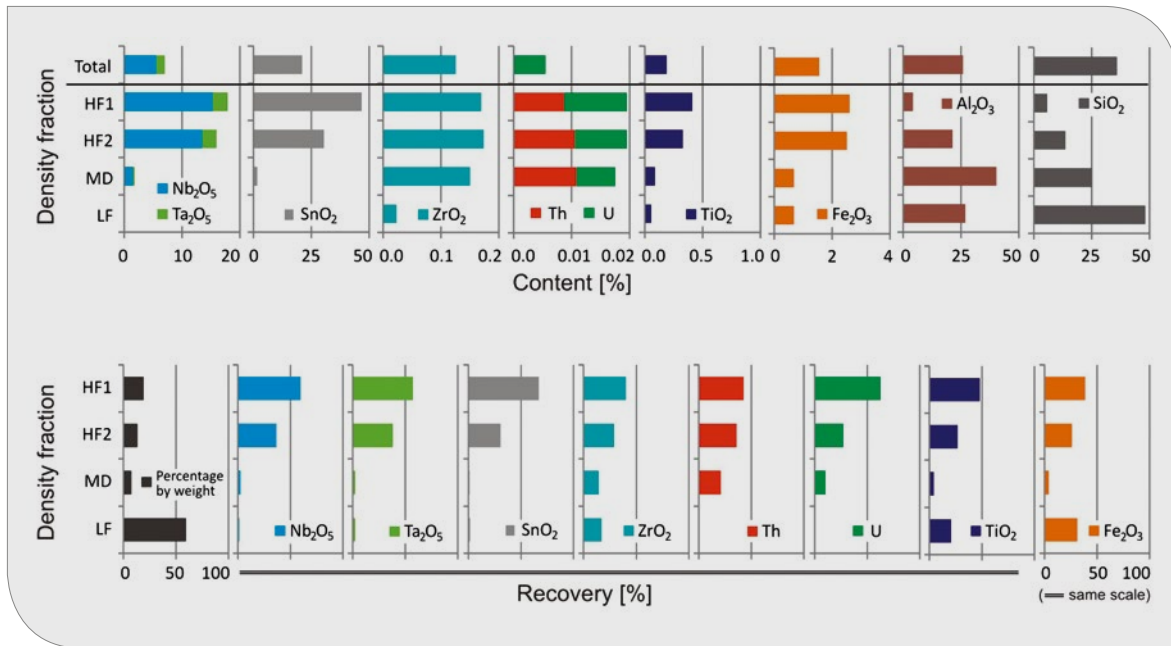 Density fraction
Total
HF1
HF2
MD
LF
Nb₂O₅
Ta₂O₅
SnO₂
ZrO₂
Th U
TiO₂
Fe₂O₃
Al₂O₃
SiO₂
0 10 20
0 25 50
0.0 0.1 0.2
0.0 0.01 0.02
0.0 0.5 1.0
0 2 4
0 25 50
0 25 50
Content [%]
Density fraction
HF1
HF2
MD
LF
Percentage
by weight
Nb₂O₅
Ta₂O₅
SnO₂
ZrO₂
Th
U
TiO₂
Fe₂O₃
0 50 100
0 50 100
Recovery [%]
(== same scale)